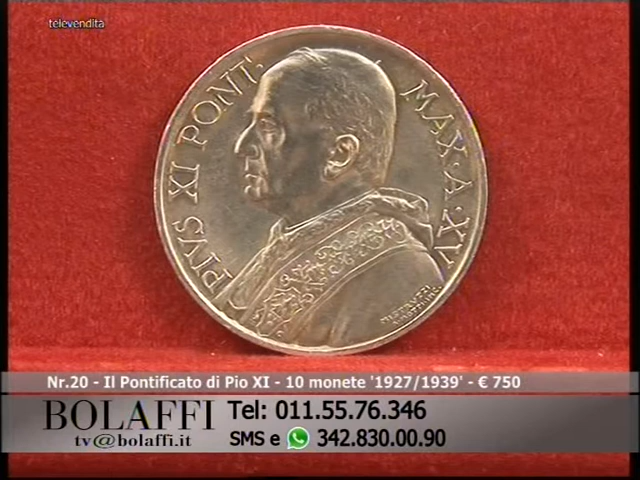 televendita
PIVS XI PONT· MAX·A·XV
Nr.20 - Il Pontificato di Pio XI - 10 monete '1927/1939' - € 750
BOLAFFI
tv@bolaffi.it
Tel: 011.55.76.346
SMS e 342.830.00.90